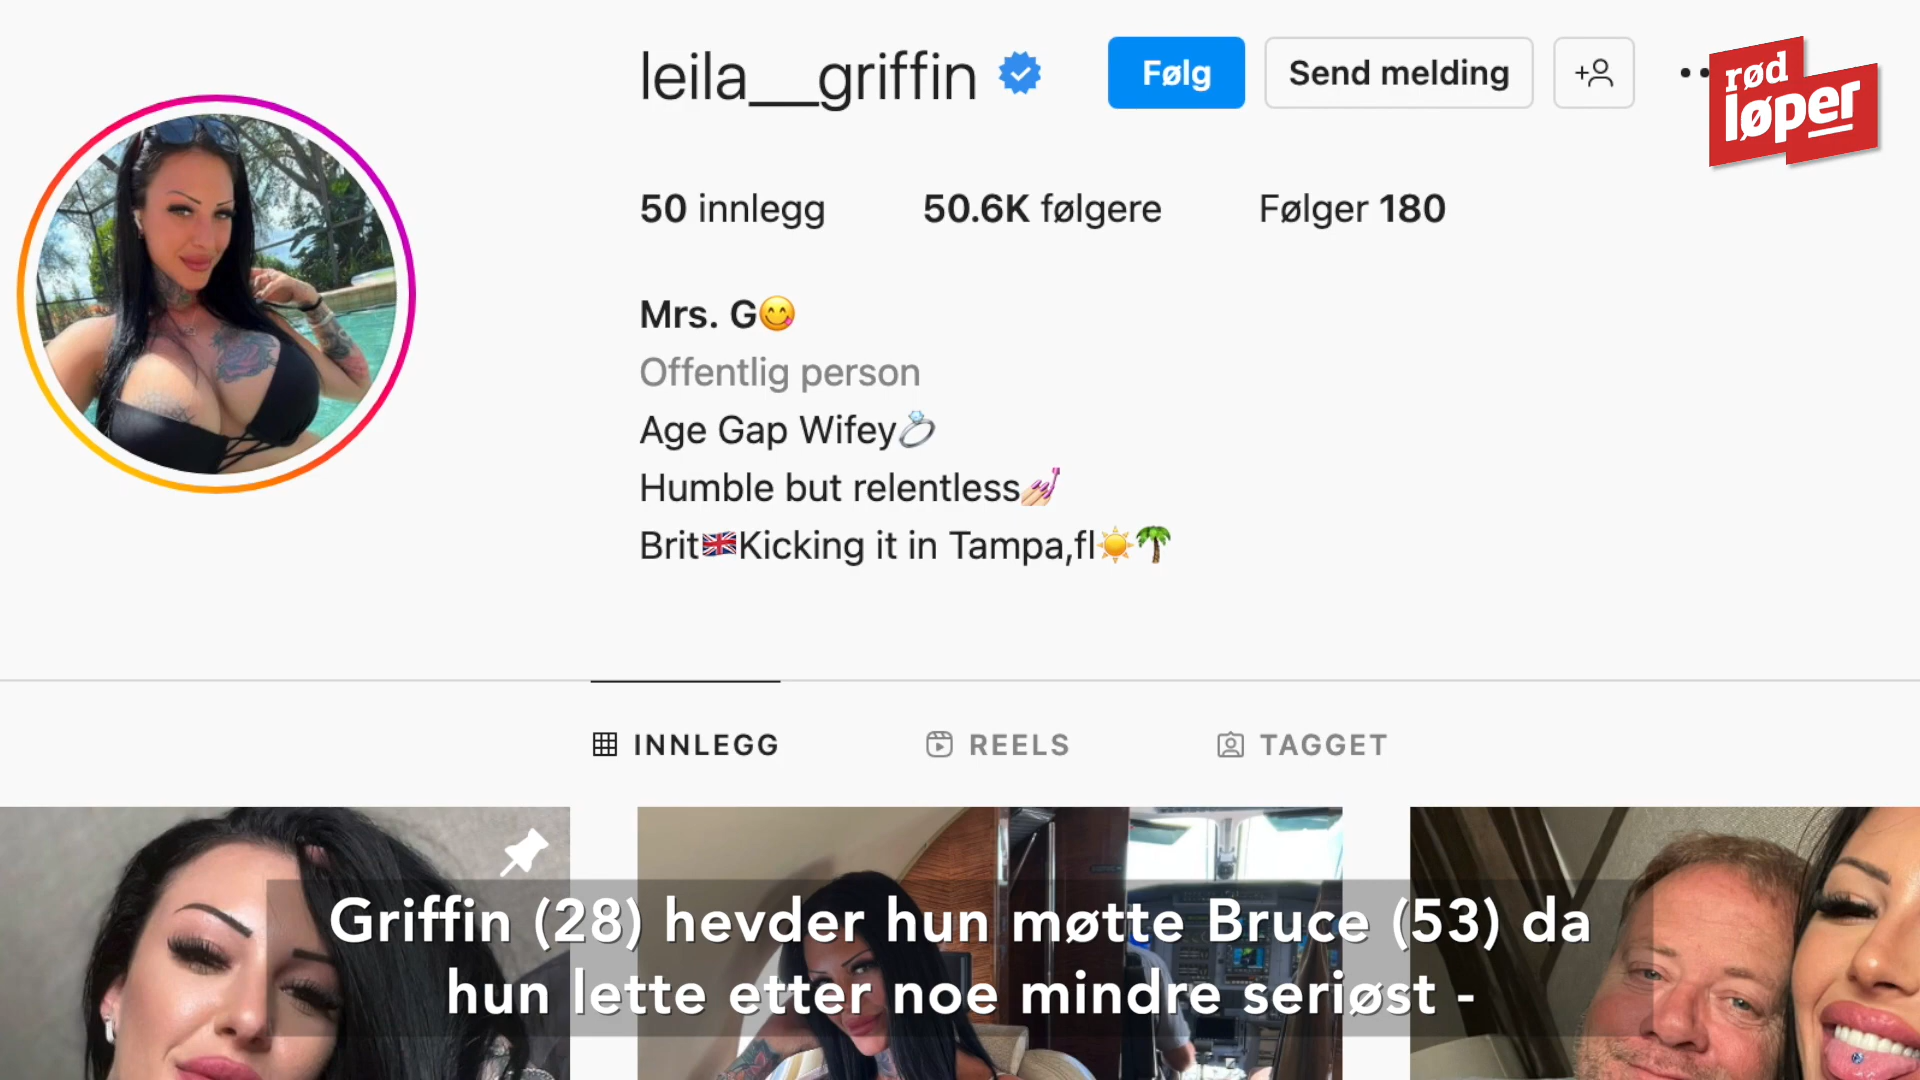 leila__griffin
Følg
Send melding
rød
løper
50 innlegg
50.6K følgere
Følger 180
Mrs. G😋
Offentlig person
Age Gap Wifey💍
Humble but relentless💅🏻
Brit🇬🇧Kicking it in Tampa,fl☀️🌴
INNLEGG
REELS
TAGGET
Griffin (28) hevder hun møtte Bruce (53) da
hun lette etter noe mindre seriøst -